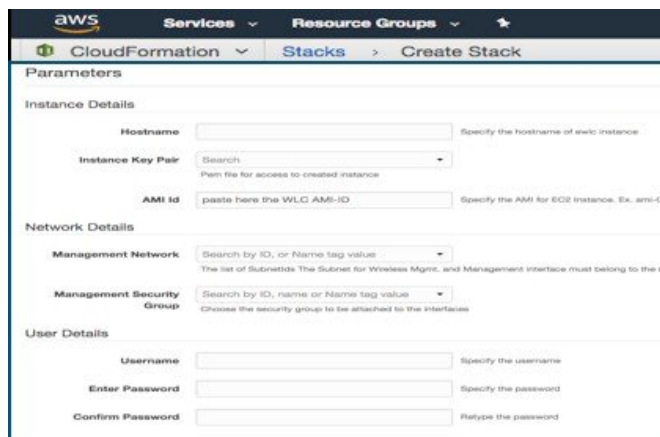 aws Services Resource Groups
CloudFormation Stacks > Create Stack
Parameters
Instance Details
Hostname Specify the hostname of ewlc instance
Instance Key Pair Search
Pem file for access to created instance
AMI Id paste here the WLC AMI-ID Specify the AMI for EC2 Instance. Ex. ami-
Network Details
Management Network Search by ID, or Name tag value
The list of SubnetIds The Subnet for Wireless Mgmt. and Management interface must belong to the
Management Security Group Search by ID, name or Name tag value
Choose the security group to be attached to the interfaces
User Details
Username Specify the username
Enter Password Specify the password
Confirm Password Retype the password